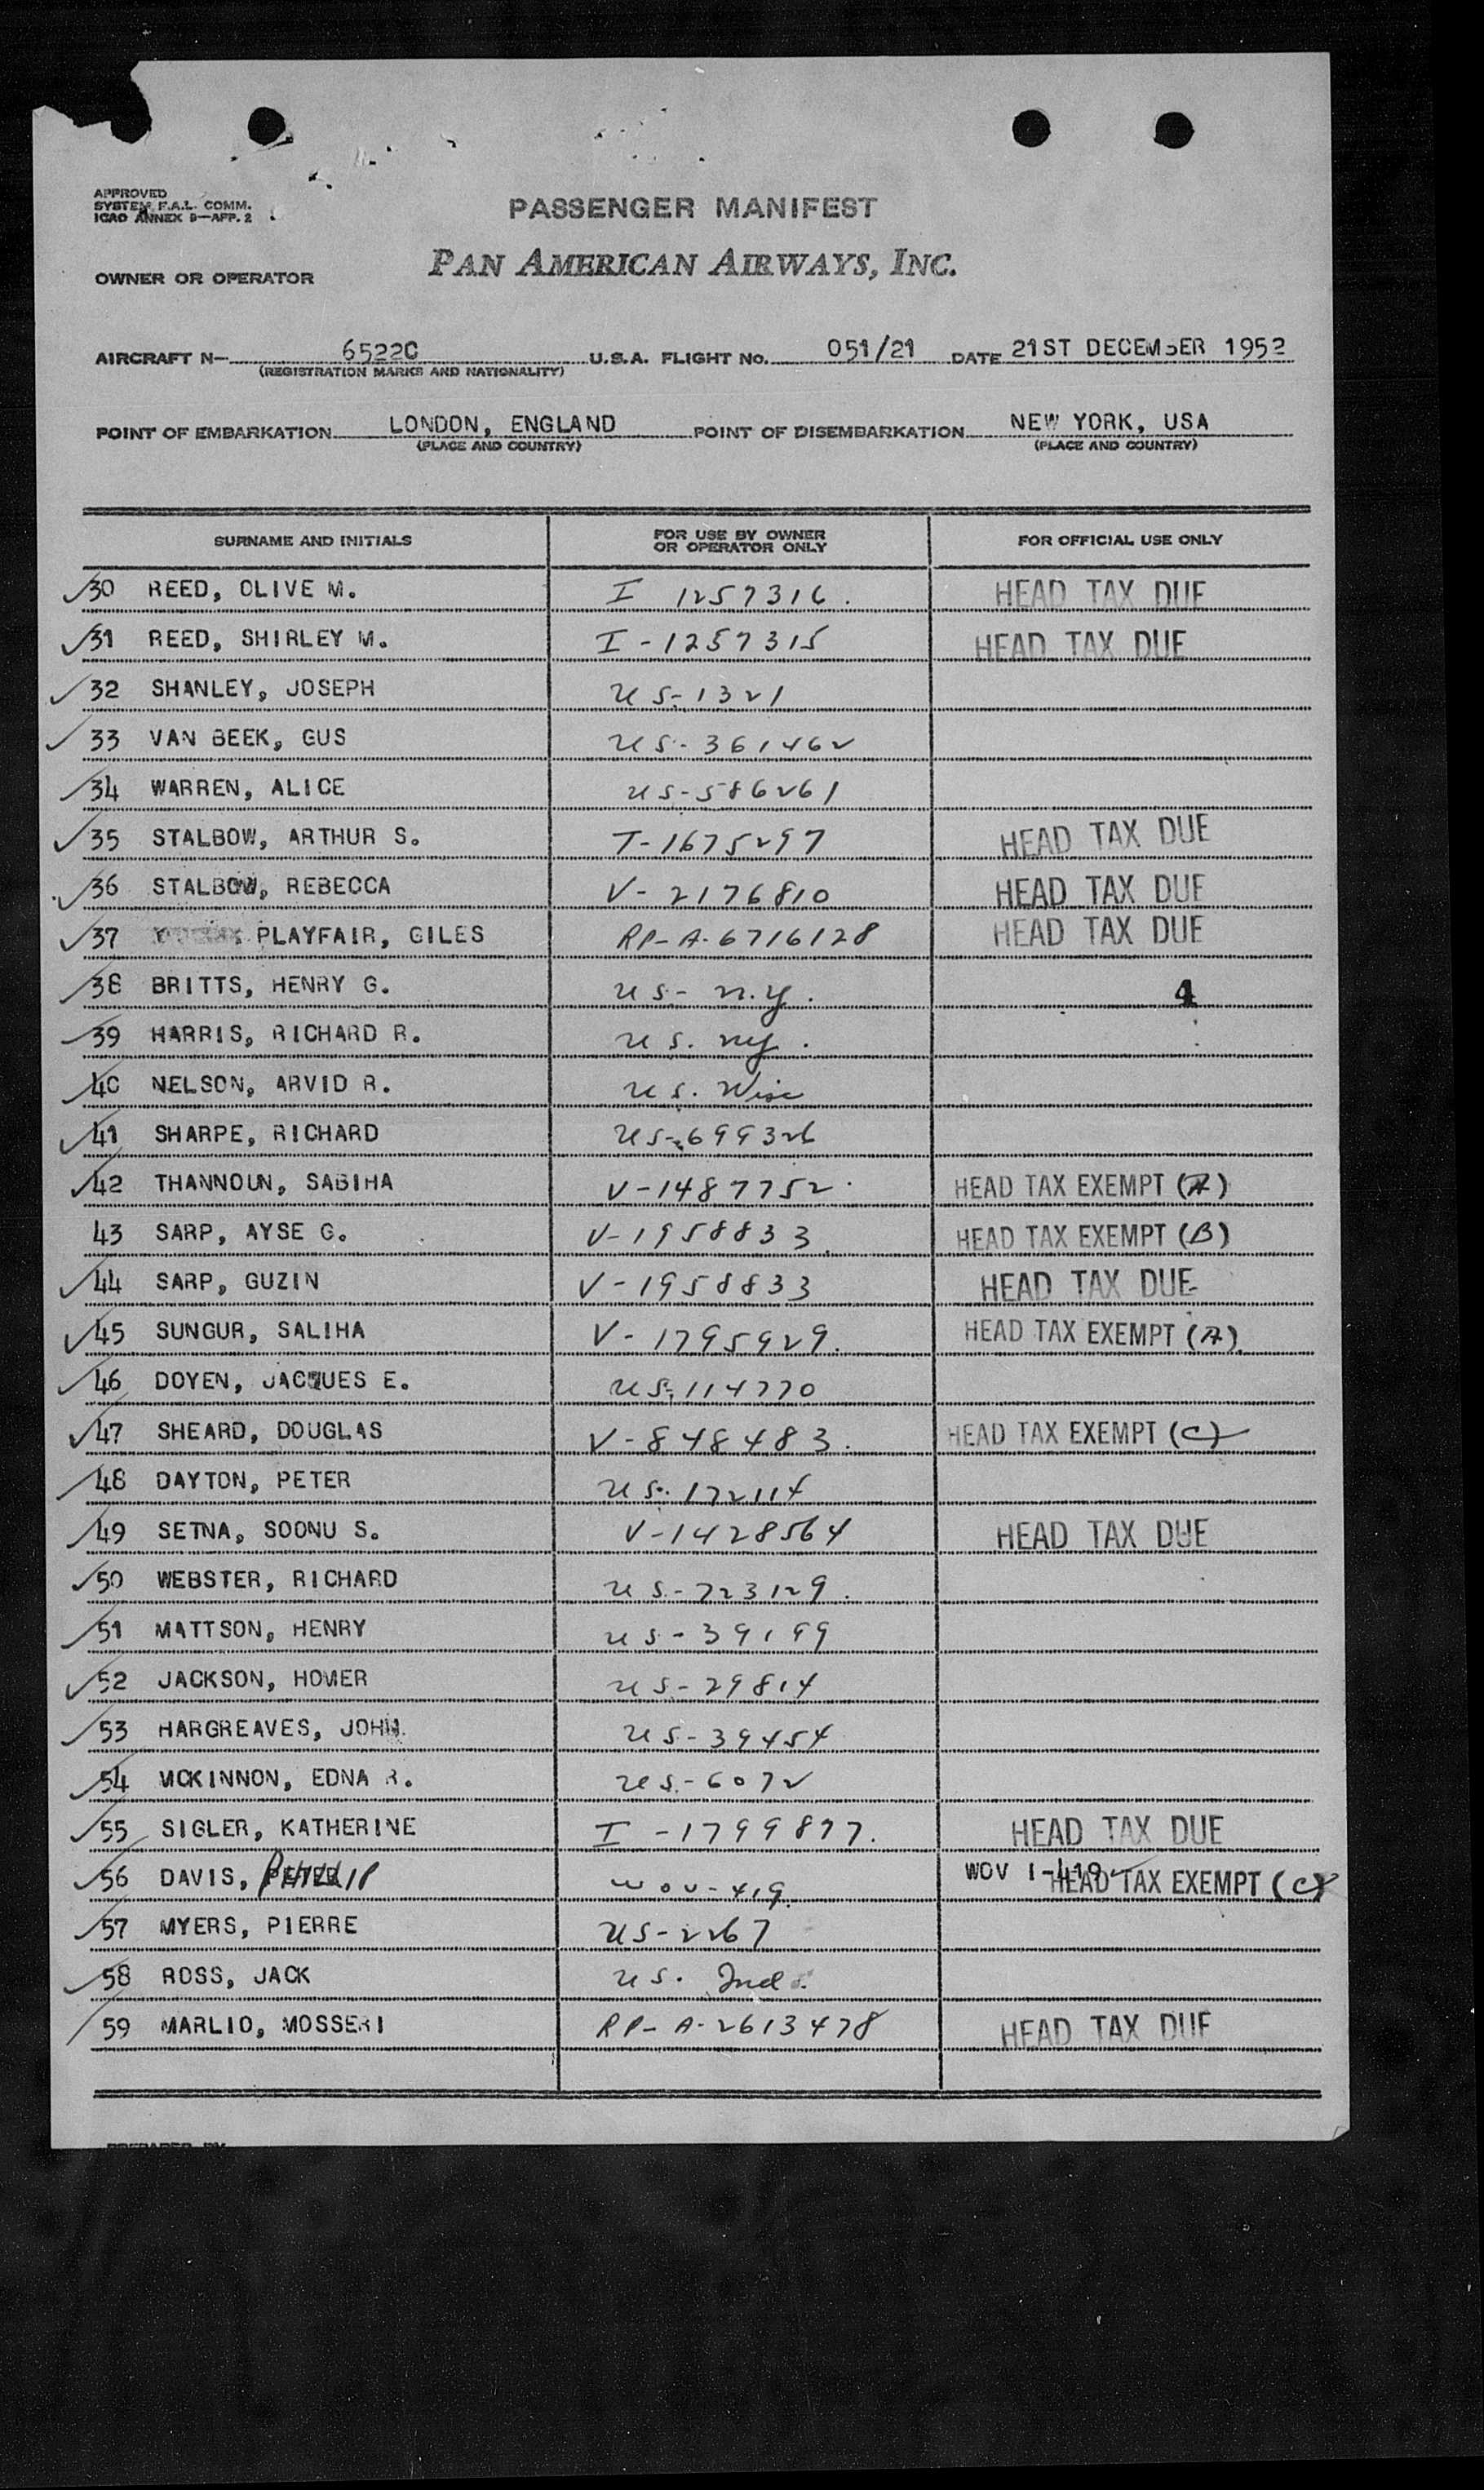 APPROVED
SYSTEM F.A.L. COMM.
ICAO ANNEX 9—APP. 2
PASSENGER MANIFEST
OWNER OR OPERATOR PAN AMERICAN AIRWAYS, INC.
AIRCRAFT N— 6522C U.S.A. FLIGHT No. 051/21 DATE 21ST DECEMBER 1952
(REGISTRATION MARKS AND NATIONALITY)
POINT OF EMBARKATION LONDON, ENGLAND POINT OF DISEMBARKATION NEW YORK, USA
(PLACE AND COUNTRY) (PLACE AND COUNTRY)
SURNAME AND INITIALS FOR USE BY OWNER OR OPERATOR ONLY FOR OFFICIAL USE ONLY
30 REED, OLIVE M. I 1257316. HEAD TAX DUE
31 REED, SHIRLEY M. I-1257315 HEAD TAX DUE
32 SHANLEY, JOSEPH US-1321
33 VAN BEEK, GUS US-361462
34 WARREN, ALICE US-586261
35 STALBOW, ARTHUR S. T-1675297 HEAD TAX DUE
36 STALBOW, REBECCA V-2176810 HEAD TAX DUE
37 PLAYFAIR, GILES RP-A-6716128 HEAD TAX DUE
38 BRITTS, HENRY G. US- N.Y. 4
39 HARRIS, RICHARD R. US. NY.
40 NELSON, ARVID R. US. Wisc
41 SHARPE, RICHARD US-699326
42 THANNOUN, SABIHA V-1487752 HEAD TAX EXEMPT (A)
43 SARP, AYSE G. V-1958833 HEAD TAX EXEMPT (B)
44 SARP, GUZIN V-1958833 HEAD TAX DUE
45 SUNGUR, SALIHA V-1795929. HEAD TAX EXEMPT (A)
46 DOYEN, JACQUES E. US-114770
47 SHEARD, DOUGLAS V-848483. HEAD TAX EXEMPT (C)
48 DAYTON, PETER US-172114
49 SETNA, SOONU S. V-1428564 HEAD TAX DUE
50 WEBSTER, RICHARD US-723129.
51 MATTSON, HENRY US-39199
52 JACKSON, HOMER US-29814
53 HARGREAVES, JOHN US-39454
54 MCKINNON, EDNA R. US-6072
55 SIGLER, KATHERINE I-1799897. HEAD TAX DUE
56 DAVIS, PHILLIP WOV-419. WOV 1-419 HEAD TAX EXEMPT (C)
57 MYERS, PIERRE US-2267
58 ROSS, JACK US. Ind.
59 MARLIO, MOSSERI RP-A-2613478 HEAD TAX DUE